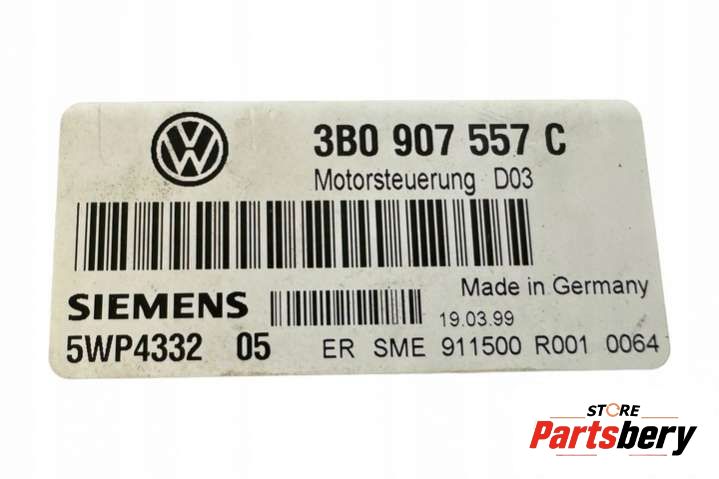 3B0 907 557 C
Motorsteuerung D03
Made in Germany
SIEMENS
19.03.99
5WP4332 05 ER SME 911500 R001 0064
STORE
Partsbery